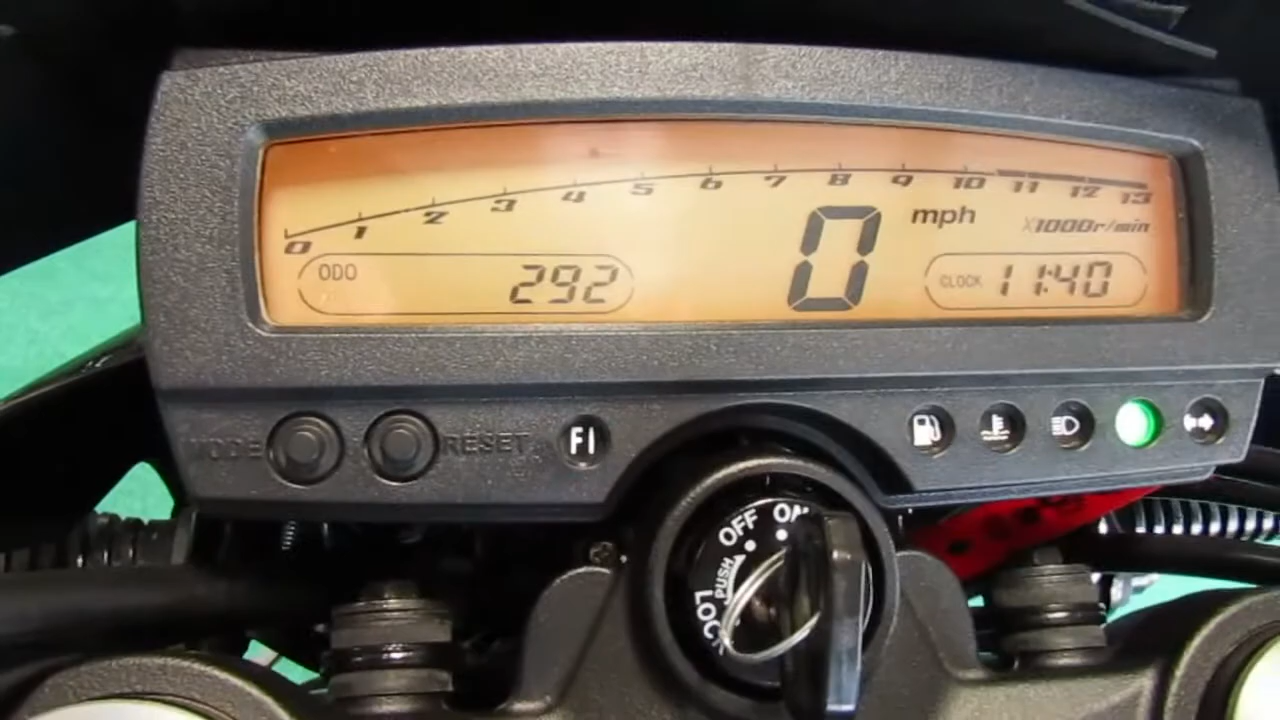 0 1 2 3 4 5 6 7 8 9 10 11 12 13
mph
X1000r/min
ODO 292
0
CLOCK 11:40
MODE
RESET
FI
OFF
ON
PUSH
LOCK